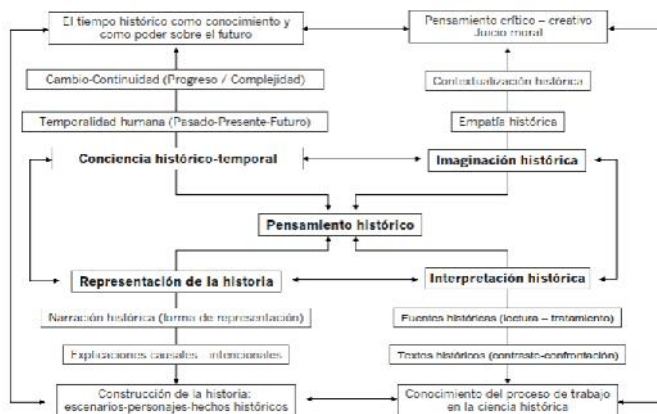 El tiempo histórico como conocimiento y
como poder sobre el futuro
Pensamiento crítico – creativo
Juicio moral
Cambio-Continuidad (Progreso / Complejidad)
Contextualización histórica
Temporalidad humana (Pasado-Presente-Futuro)
Empatía histórica
Conciencia histórico-temporal
Imaginación histórica
Pensamiento histórico
Representación de la historia
Interpretación histórica
Narración histórica (forma de representación)
Fuentes históricas (lectura – tratamiento)
Explicaciones causales – intencionales
Textos históricos (contraste-confrontación)
Construcción de la historia:
escenarios-personajes-hechos históricos
Conocimiento del proceso de trabajo
en la ciencia histórica